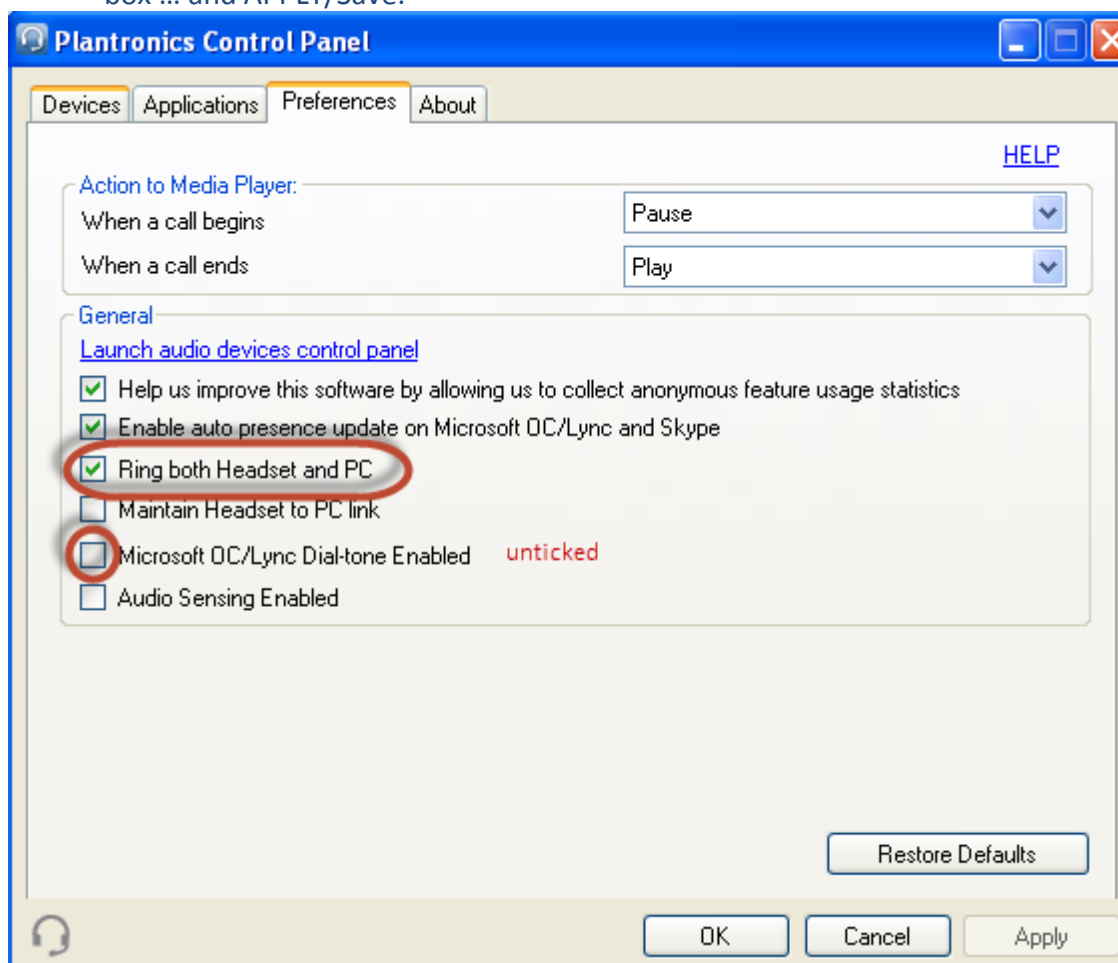 Plantronics Control Panel
Devices Applications Preferences About
HELP
Action to Media Player:
When a call begins Pause
When a call ends Play
General
Launch audio devices control panel
Help us improve this software by allowing us to collect anonymous feature usage statistics
Enable auto presence update on Microsoft OC/Lync and Skype
Ring both Headset and PC
Maintain Headset to PC link
Microsoft OC/Lync Dial-tone Enabled unticked
Audio Sensing Enabled
Restore Defaults
OK Cancel Apply